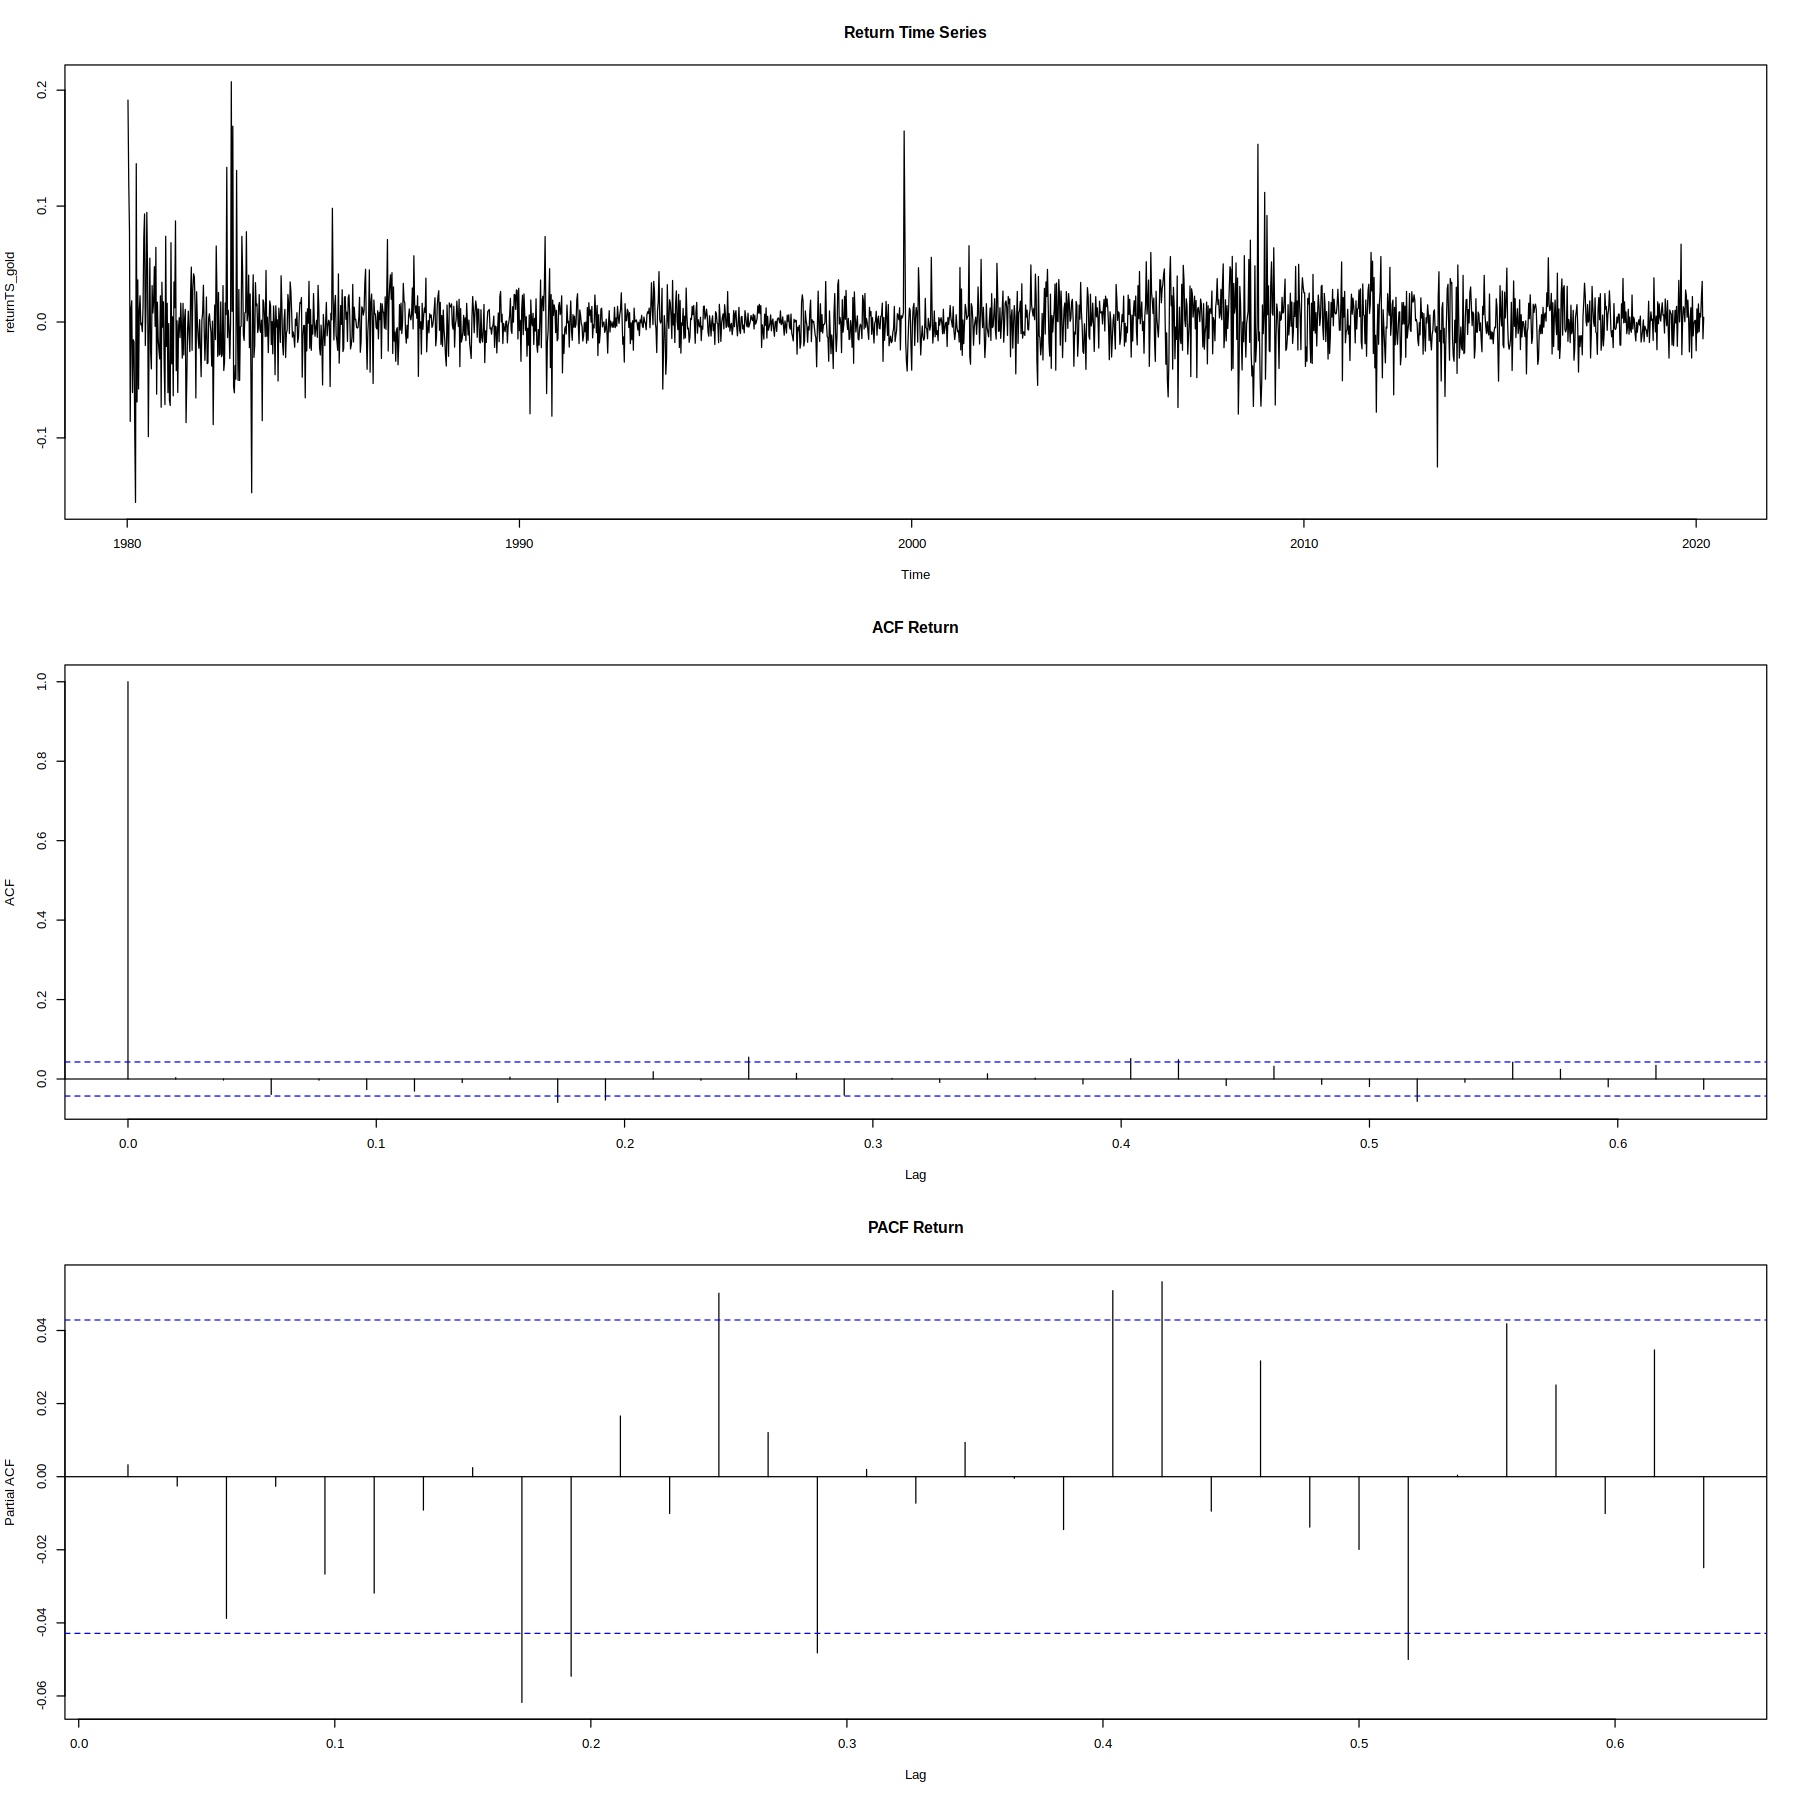 Return Time Series
returnTS_gold
0.2
0.1
0.0
-0.1
1980 1990 2000 2010 2020
Time
ACF Return
ACF
1.0
0.8
0.6
0.4
0.2
0.0
0.0 0.1 0.2 0.3 0.4 0.5 0.6
Lag
PACF Return
Partial ACF
0.04
0.02
0.00
-0.02
-0.04
-0.06
0.0 0.1 0.2 0.3 0.4 0.5 0.6
Lag